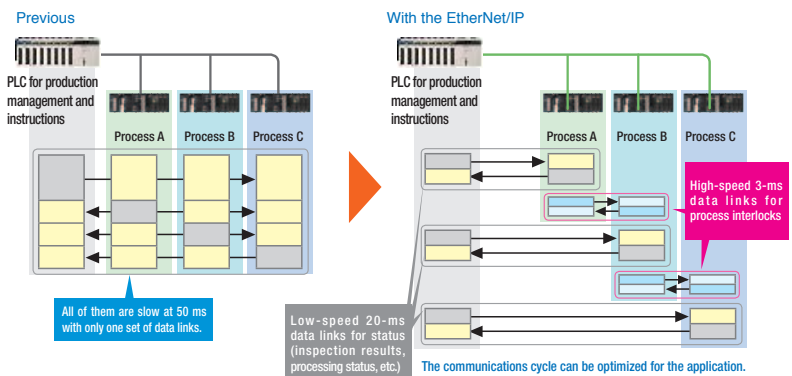 Previous
PLC for production
management and
instructions
Process A
Process B
Process C
All of them are slow at 50 ms
with only one set of data links.
With the EtherNet/IP
PLC for production
management and
instructions
Process A
Process B
Process C
High-speed 3-ms
data links for
process interlocks
Low-speed 20-ms
data links for status
(inspection results,
processing status, etc.)
The communications cycle can be optimized for the application.